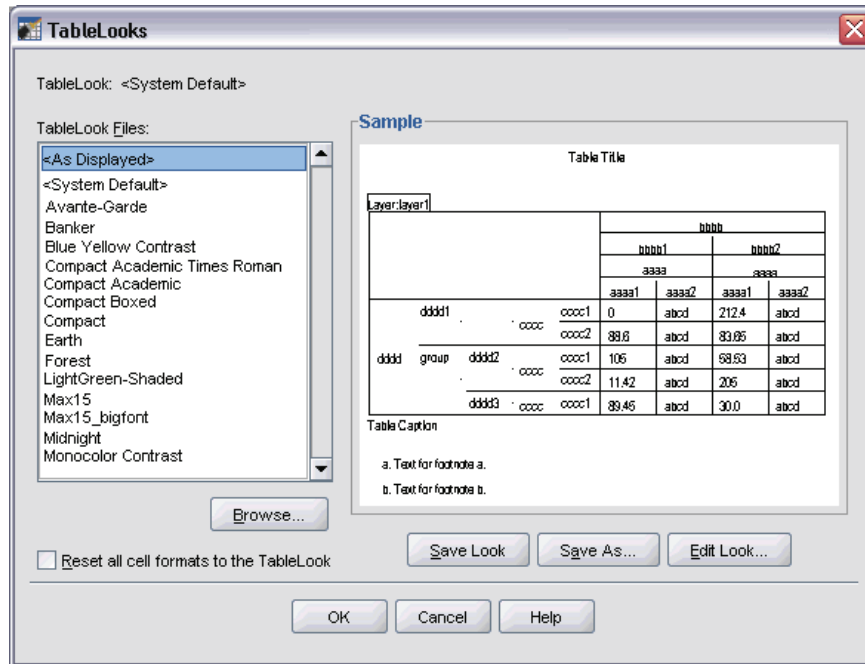 TableLooks
TableLook: <System Default>
TableLook Files:
<As Displayed>
<System Default>
Avante-Garde
Banker
Blue Yellow Contrast
Compact Academic Times Roman
Compact Academic
Compact Boxed
Compact
Earth
Forest
LightGreen-Shaded
Max15
Max15_bigfont
Midnight
Monocolor Contrast
Browse...
Reset all cell formats to the TableLook
Sample
Table Title
Layer:layer1
bbbb
bbbb1 bbbb2
aaaa aaaa
aaaa1 aaaa2 aaaa1 aaaa2
dddd1 . . cccc cccc1 0 abcd 212.4 abcd
cccc2 88.6 abcd 83.65 abcd
dddd group dddd2 . cccc cccc1 105 abcd 58.53 abcd
cccc2 11.42 abcd 205 abcd
dddd3 . cccc cccc1 89.45 abcd 30.0 abcd
Table Caption
a. Text for footnote a.
b. Text for footnote b.
Save Look Save As... Edit Look...
OK Cancel Help